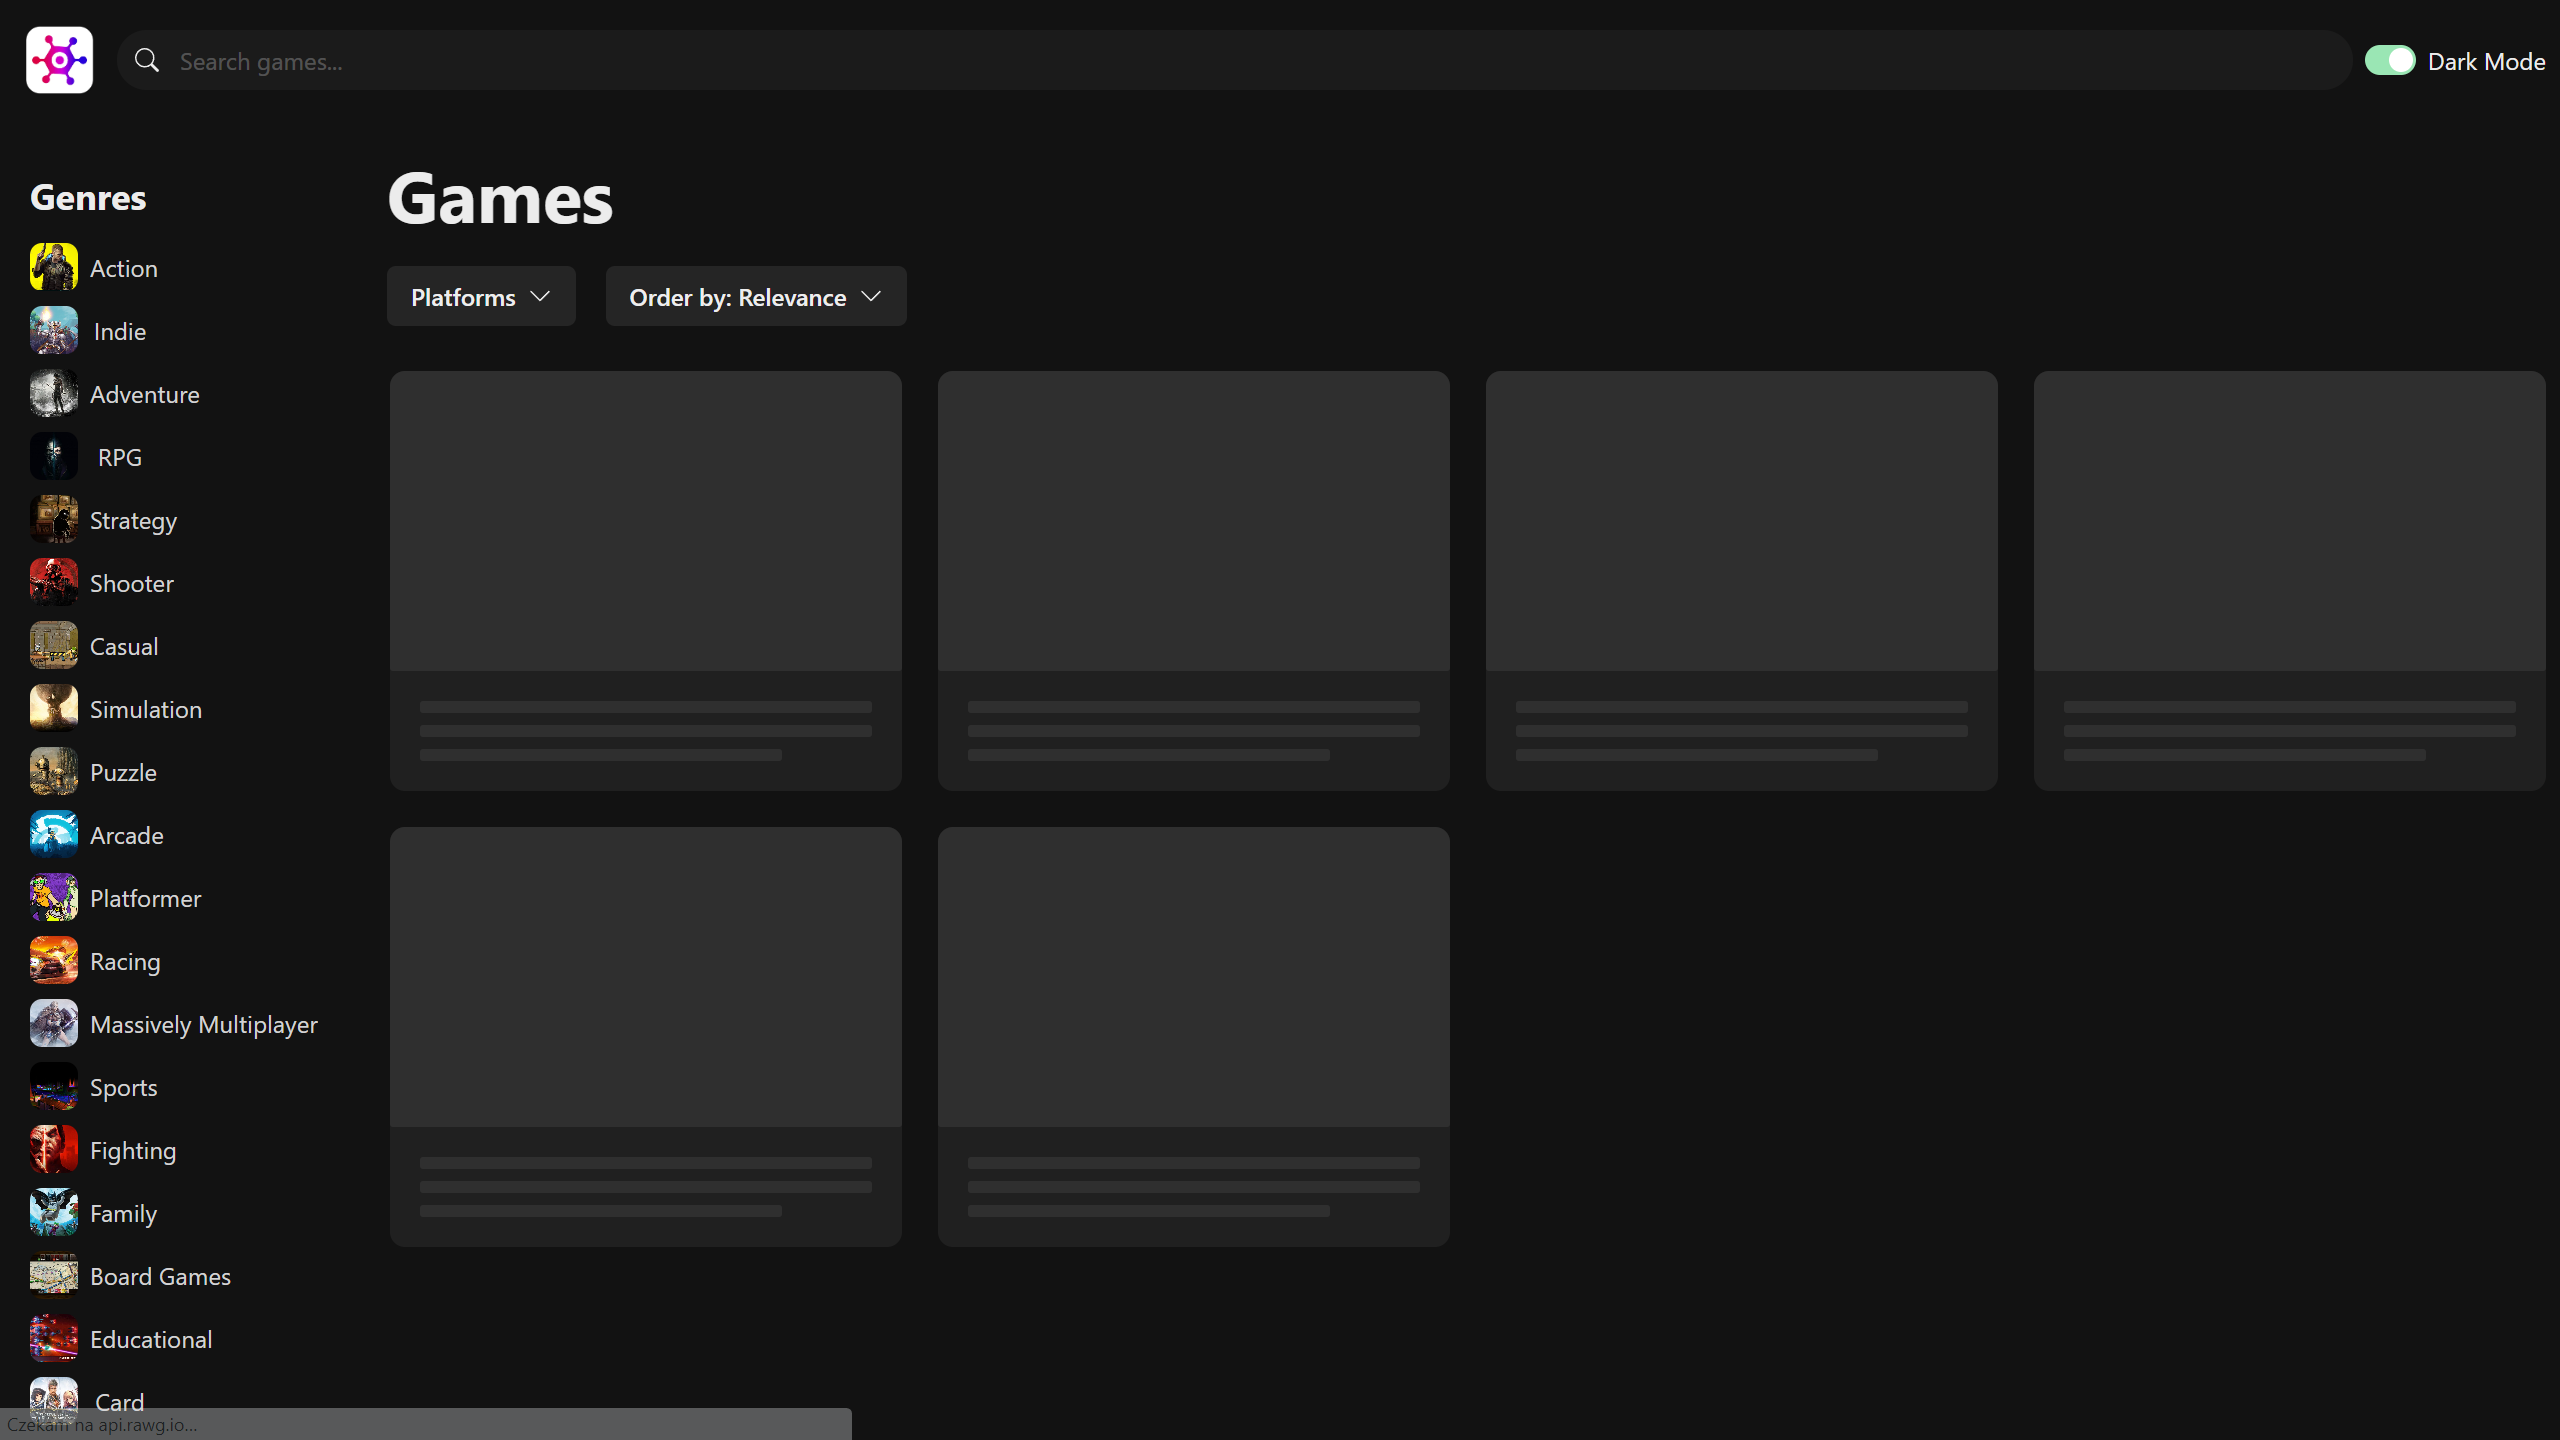 Search games...
Dark Mode
Genres
Action
Indie
Adventure
RPG
Strategy
Shooter
Casual
Simulation
Puzzle
Arcade
Platformer
Racing
Massively Multiplayer
Sports
Fighting
Family
Board Games
Educational
Card
Games
Platforms
Order by: Relevance
Czekam na api.rawg.io...